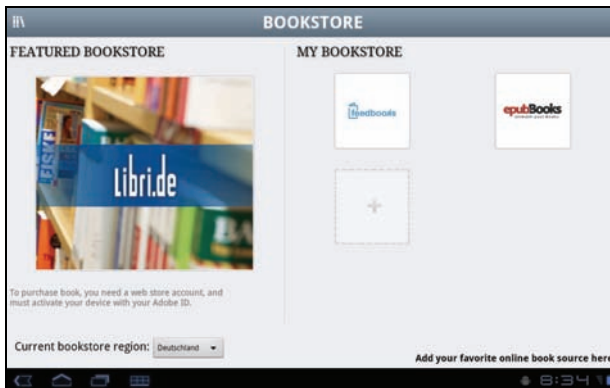 BOOKSTORE
FEATURED BOOKSTORE
Libri.de
To purchase book, you need a web store account, and
must activate your device with your Adobe ID.
Current bookstore region: Deutschland
MY BOOKSTORE
feedbooks
epubBooks
+
Add your favorite online book source here
8:34